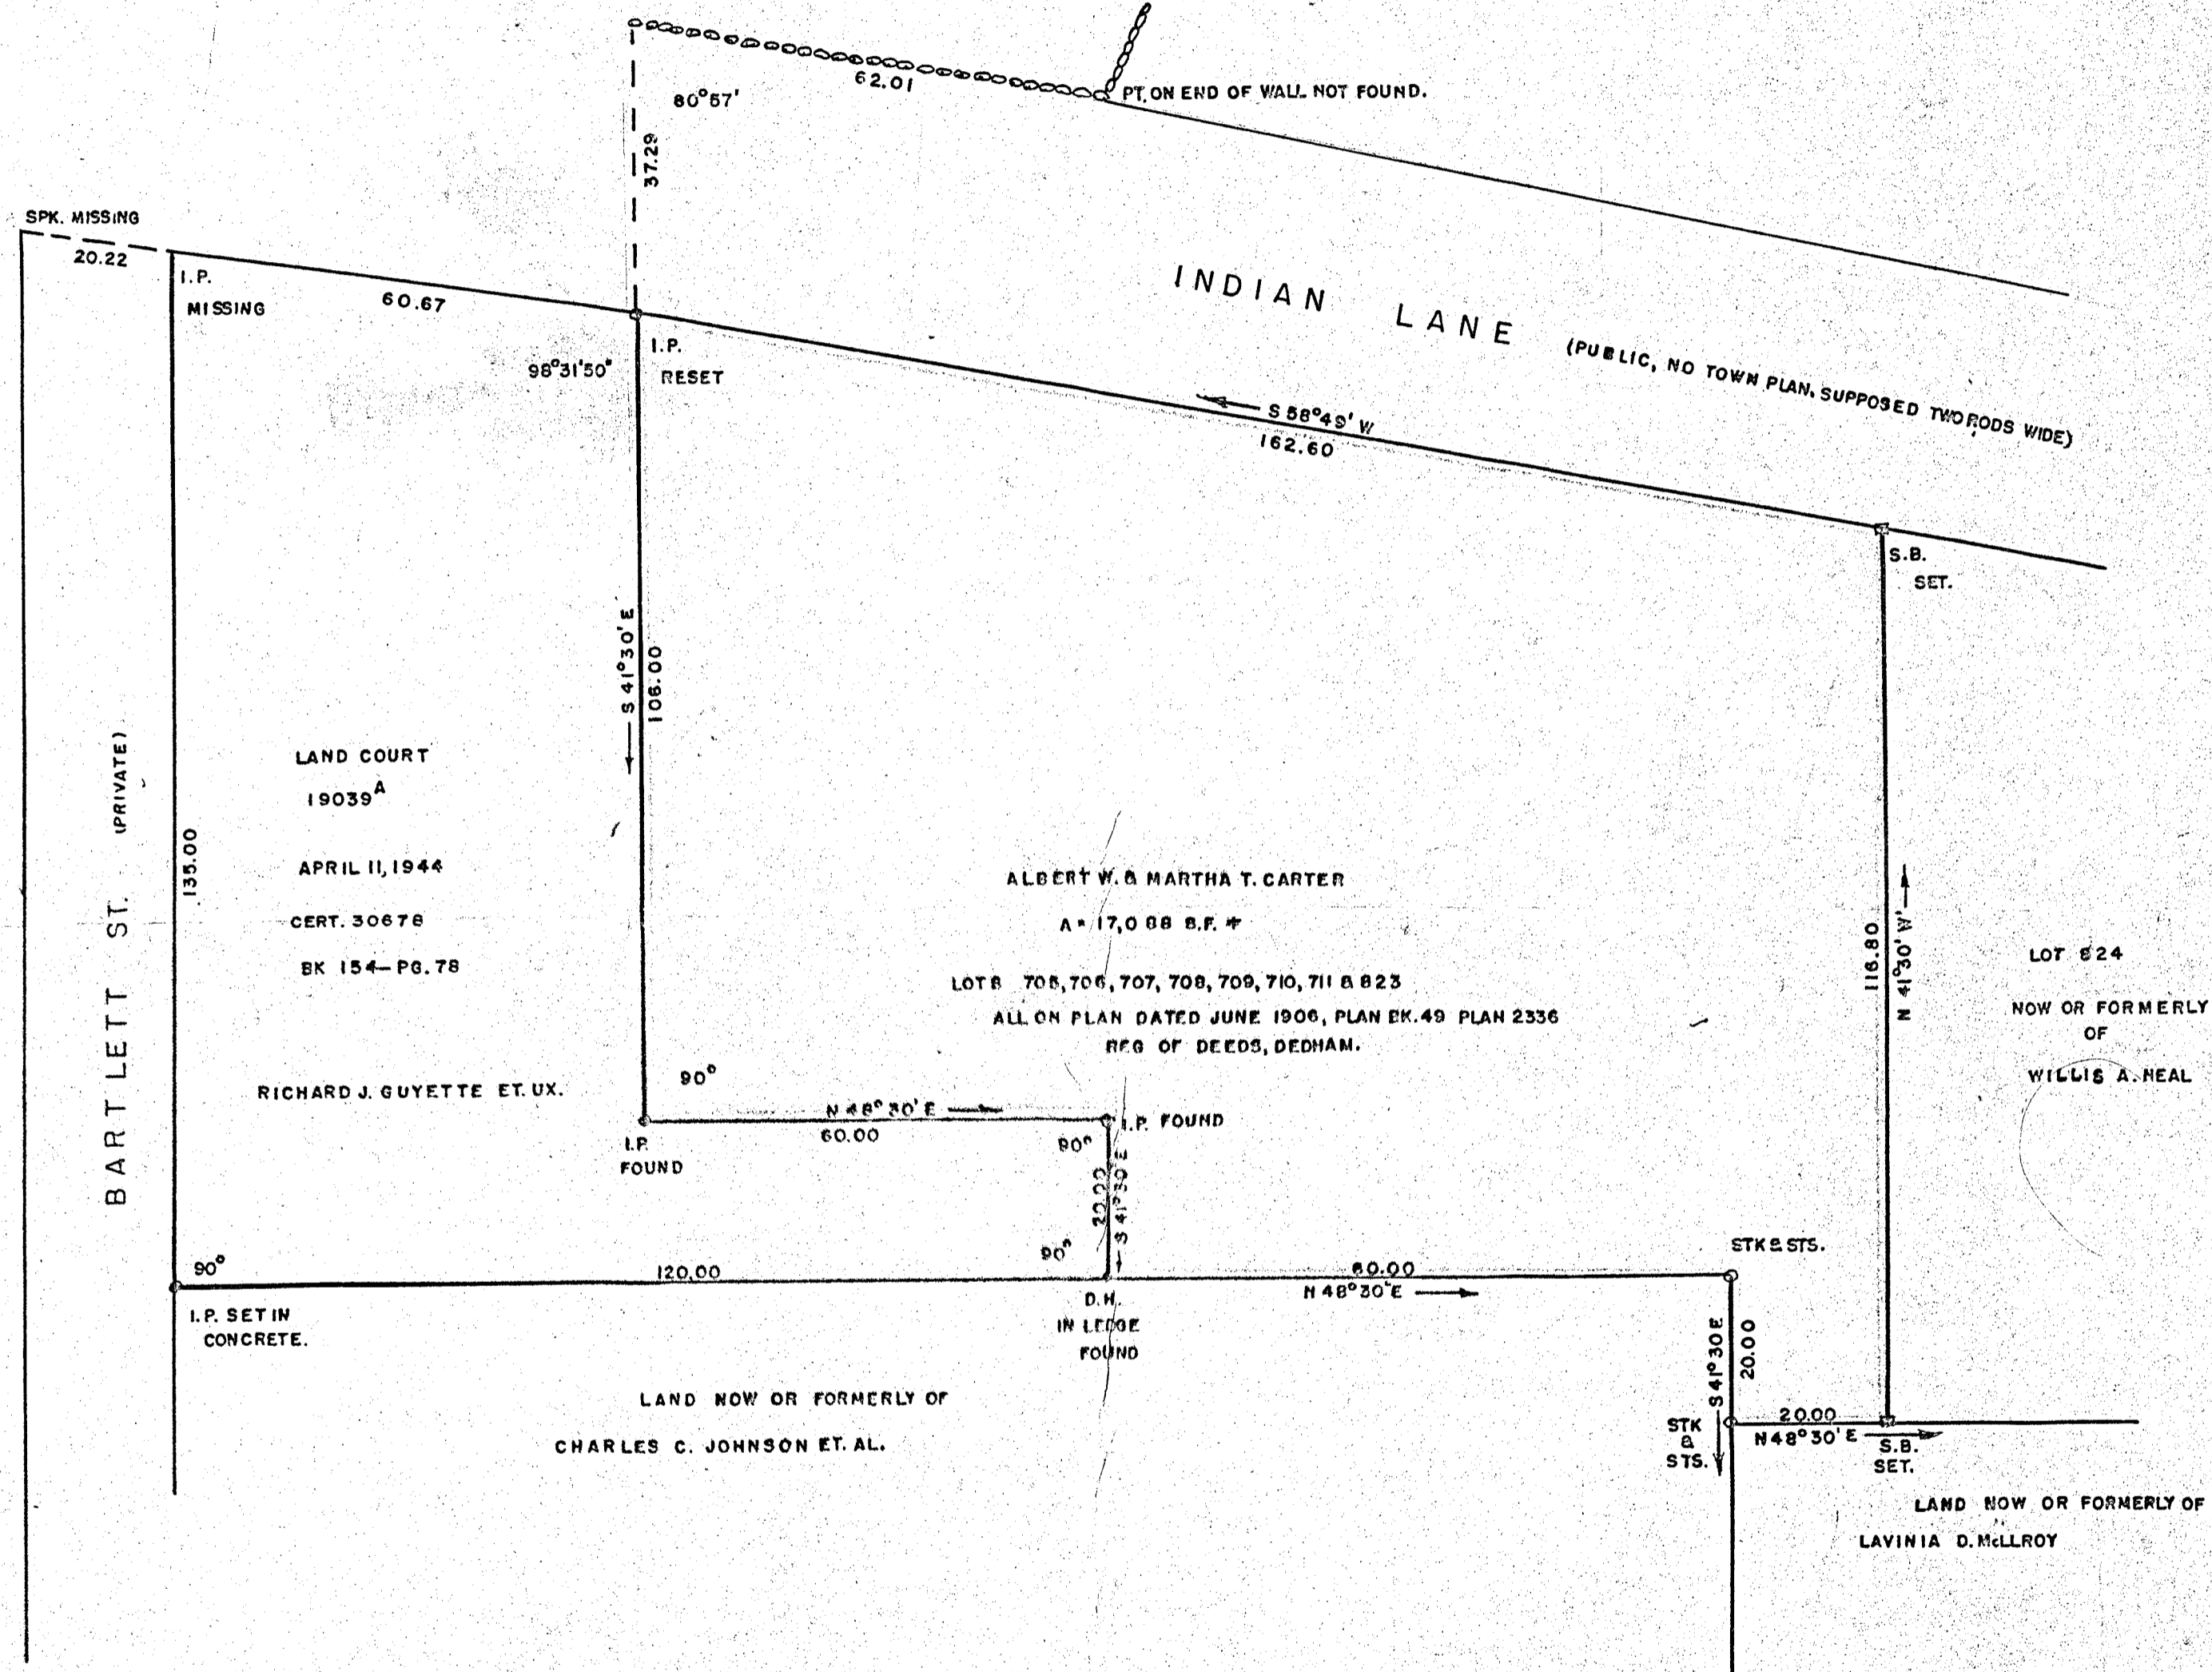 62.01
PT. ON END OF WALL NOT FOUND.
80°57'
37.29
SPK. MISSING
20.22
I.P.
MISSING
60.67
INDIAN LANE (PUBLIC, NO TOWN PLAN, SUPPOSED TWO RODS WIDE)
98°31'50"
I.P.
RESET
S 58°49' W
162.60
S.B.
SET.
S 41°30' E
106.00
BARTLETT ST. (PRIVATE)
135.00
LAND COURT
19039A
APRIL 11, 1944
CERT. 30678
BK 154-PG. 78
RICHARD J. GUYETTE ET. UX.
ALBERT W. & MARTHA T. CARTER
A = 17,088 S.F. ±
LOTS 705, 706, 707, 708, 709, 710, 711 & 823
ALL ON PLAN DATED JUNE 1906, PLAN BK. 49 PLAN 2336
REG OF DEEDS, DEDHAM.
116.80
N 41°30' W
LOT 824
NOW OR FORMERLY
OF
WILLIS A. NEAL
90°
N 48°30' E
60.00
I.P.
FOUND
I.P. FOUND
90°
20.00
S 41°30' E
90°
90°
120.00
I.P. SET IN
CONCRETE.
D.H.
IN LEDGE
FOUND
80.00
N 48°30' E
STK & STS.
S 41°30 E
20.00
STK
&
STS.
20.00
N 48°30' E
S.B.
SET.
LAND NOW OR FORMERLY OF
CHARLES C. JOHNSON ET. AL.
LAND NOW OR FORMERLY OF
LAVINIA D. McLLROY